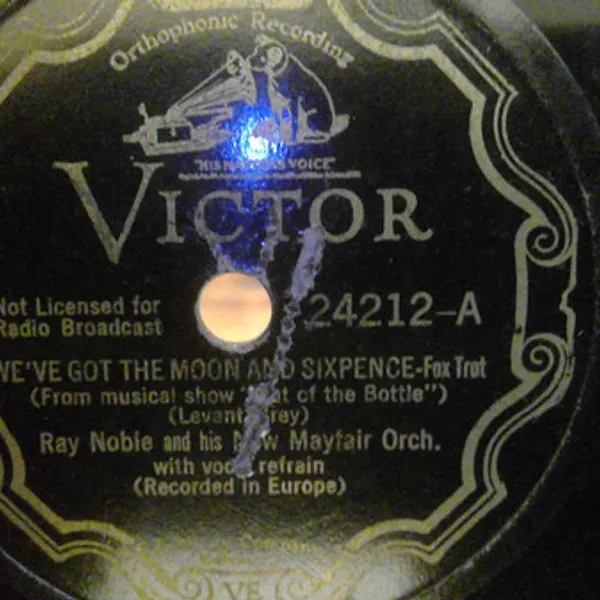 Orthophonic Recording
"HIS MASTERS VOICE"
VICTOR
Not Licensed for
Radio Broadcast
24212-A
WE'VE GOT THE MOON AND SIXPENCE-Fox Trot
(From musical show "Out of the Bottle")
(Levant-Grey)
Ray Noble and his New Mayfair Orch.
with vocal refrain
(Recorded in Europe)
VE